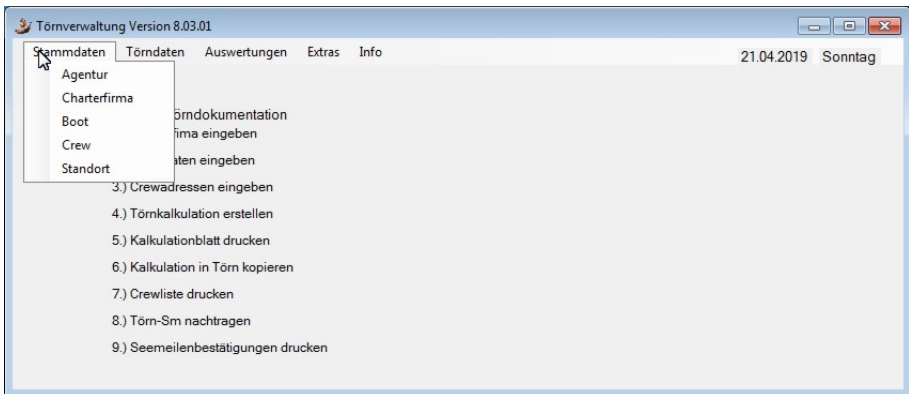 Törnverwaltung Version 8.03.01
Stammdaten Törndaten Auswertungen Extras Info
21.04.2019 Sonntag
Agentur
Charterfirma
Boot
Crew
Standort
örndokumentation
fima eingeben
aten eingeben
3.) Crewadressen eingeben
4.) Törnkalkulation erstellen
5.) Kalkulationblatt drucken
6.) Kalkulation in Törn kopieren
7.) Crewliste drucken
8.) Törn-Sm nachtragen
9.) Seemeilenbestätigungen drucken